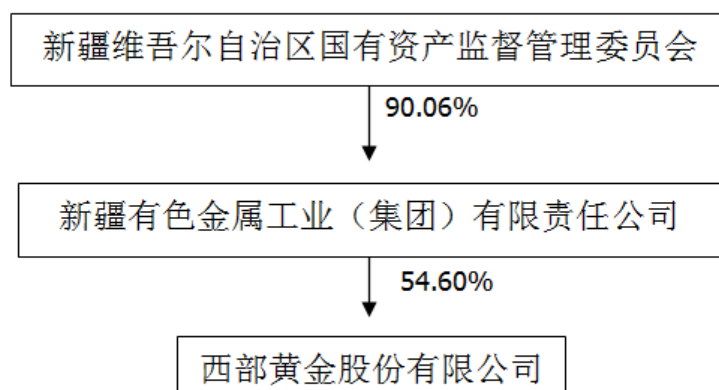 新疆维吾尔自治区国有资产监督管理委员会
90.06%
新疆有色金属工业（集团）有限责任公司
54.60%
西部黄金股份有限公司